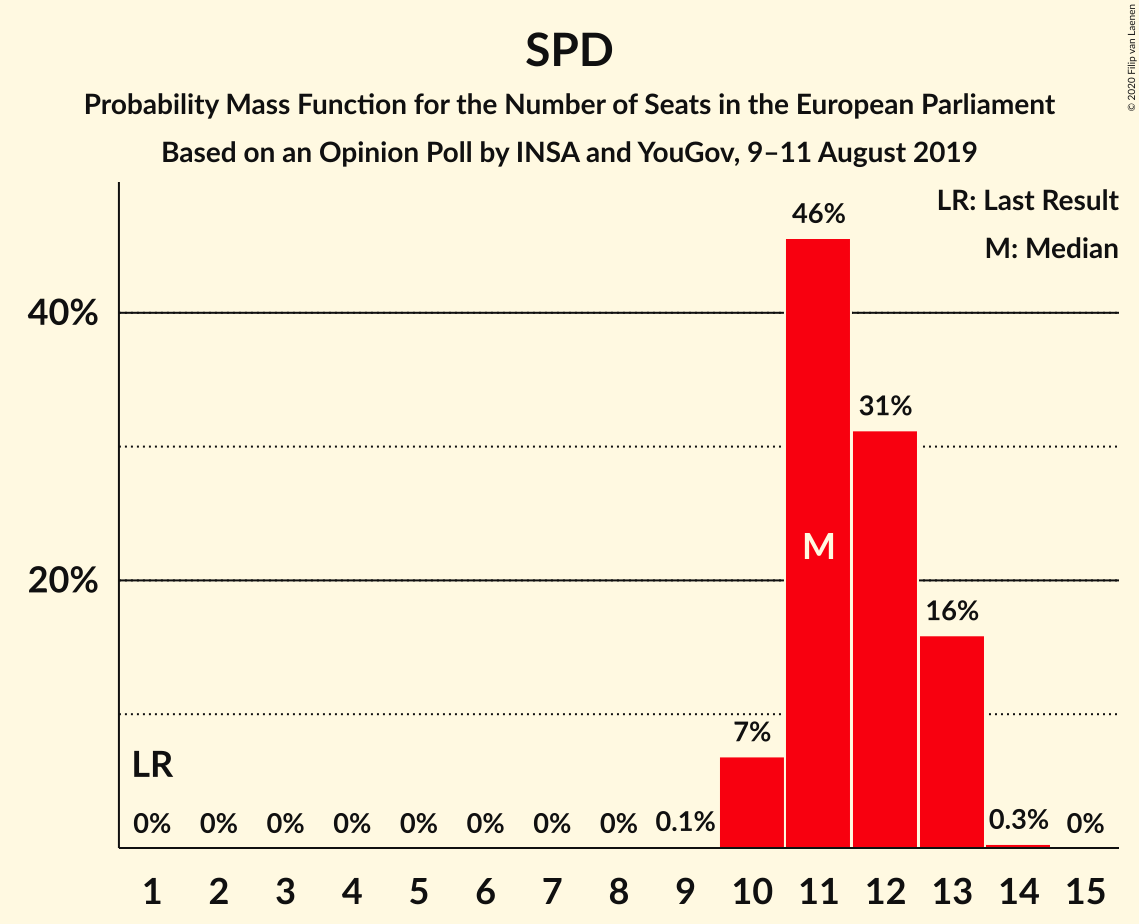 SPD
Probability Mass Function for the Number of Seats in the European Parliament
Based on an Opinion Poll by INSA and YouGov, 9–11 August 2019
© 2020 Filip van Laenen
LR: Last Result
M: Median
46%
40%
31%
M
20%
16%
7%
LR
0% 0% 0% 0% 0% 0% 0% 0% 0.1% 0.3% 0%
1 2 3 4 5 6 7 8 9 10 11 12 13 14 15